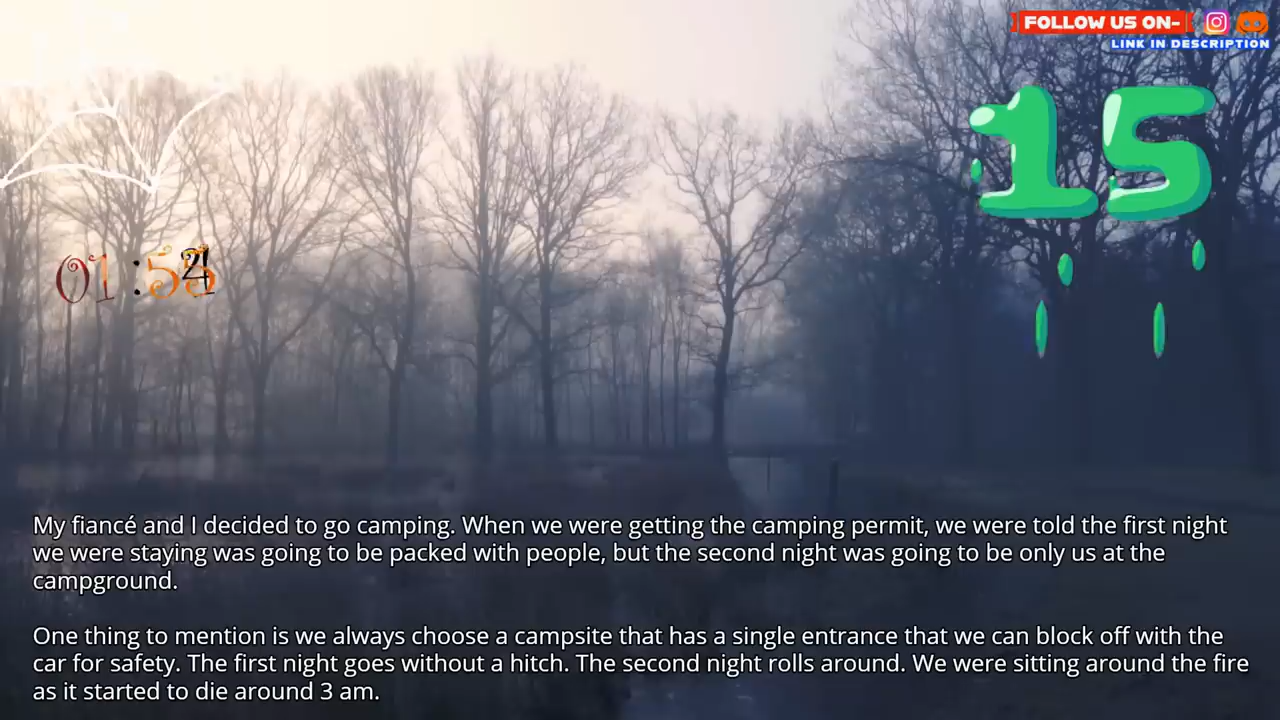 FOLLOW US ON-
LINK IN DESCRIPTION
15
01:5
My fiancé and I decided to go camping. When we were getting the camping permit, we were told the first night
we were staying was going to be packed with people, but the second night was going to be only us at the
campground.
One thing to mention is we always choose a campsite that has a single entrance that we can block off with the
car for safety. The first night goes without a hitch. The second night rolls around. We were sitting around the fire
as it started to die around 3 am.